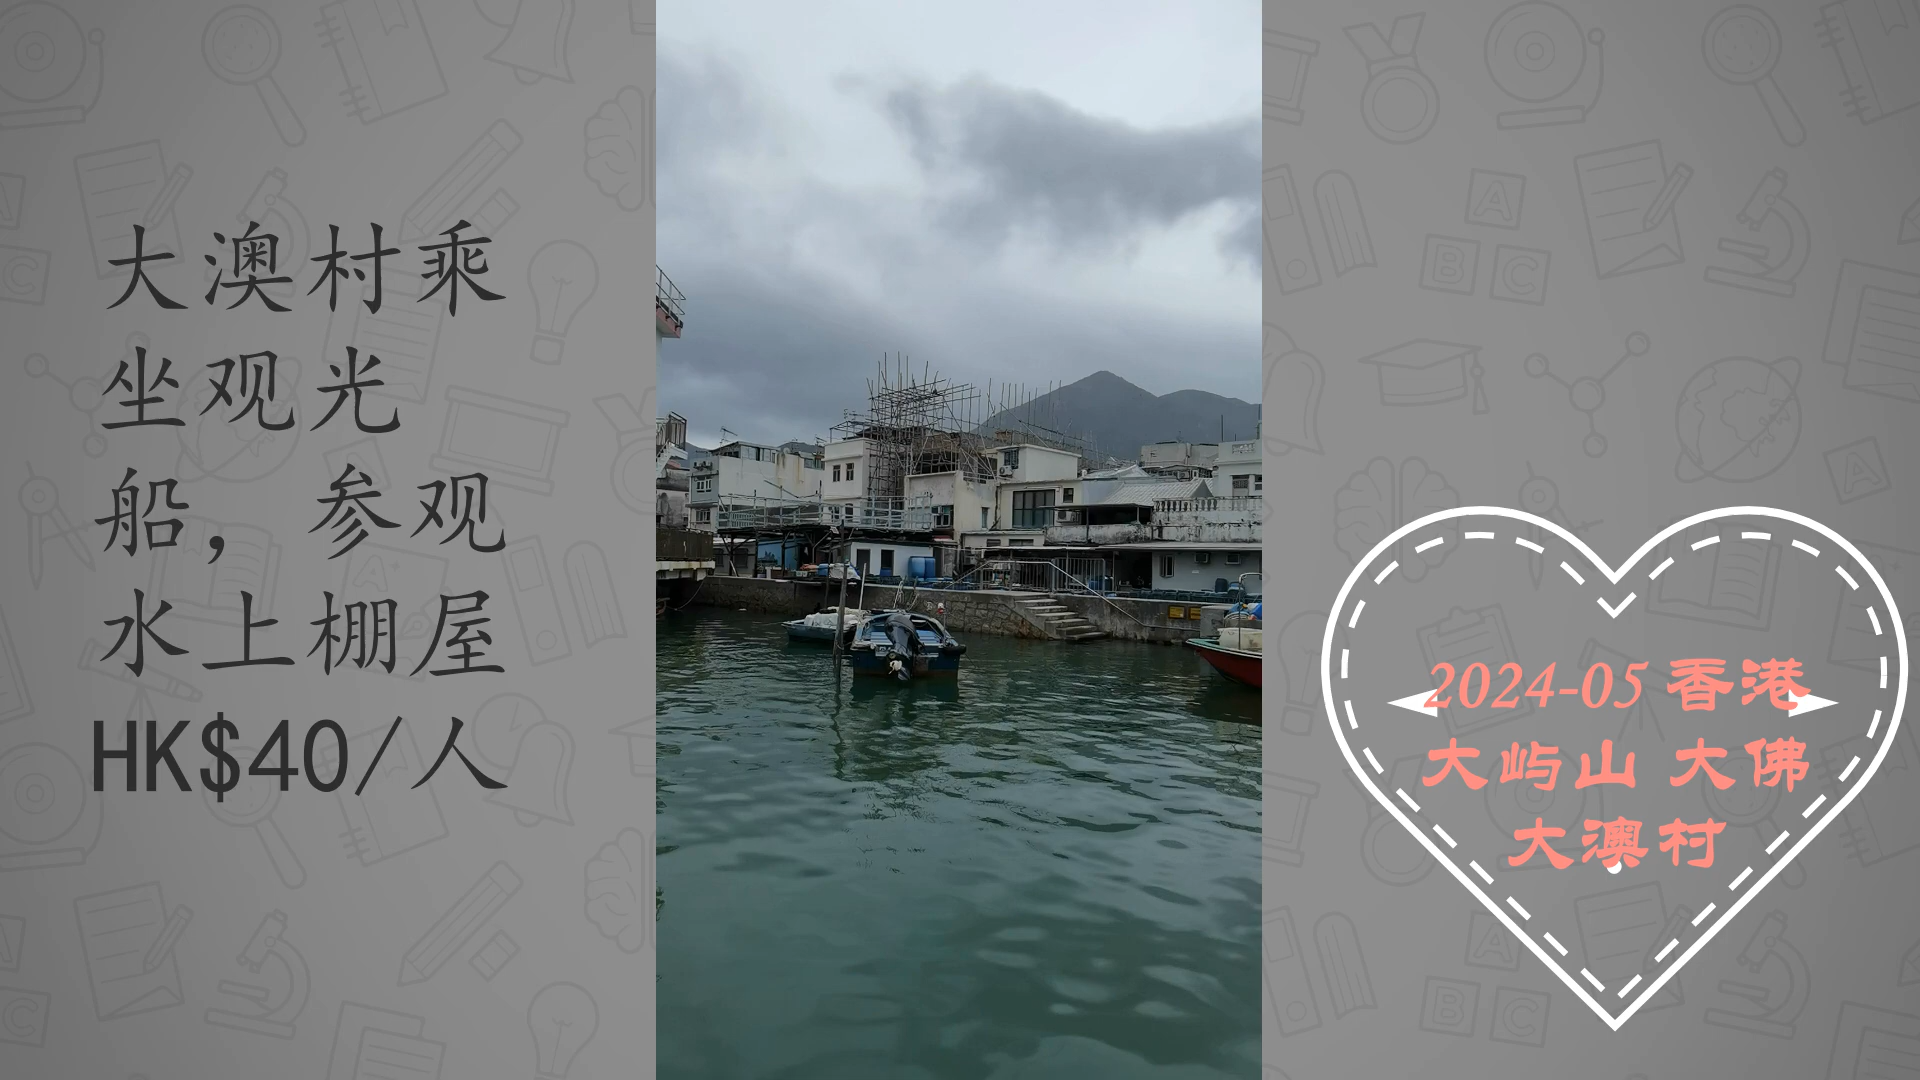 大澳村乘
坐观光
船，参观
水上棚屋
HK$40/人
2024-05 香港
大屿山 大佛
大澳村